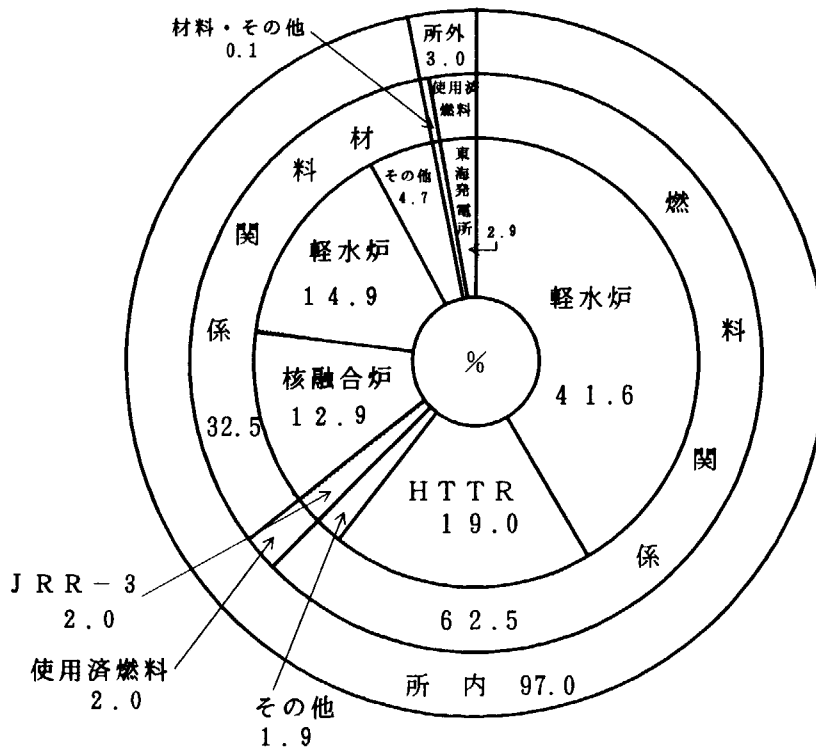 材料・その他
0.1
所外
3.0
使用済
燃料
東海発電所
2.9
その他
4.7
材料関係
32.5
軽水炉
14.9
核融合炉
12.9
%
軽水炉
41.6
燃料関係
62.5
HTTR
19.0
JRR-3
2.0
使用済燃料
2.0
その他
1.9
所内 97.0